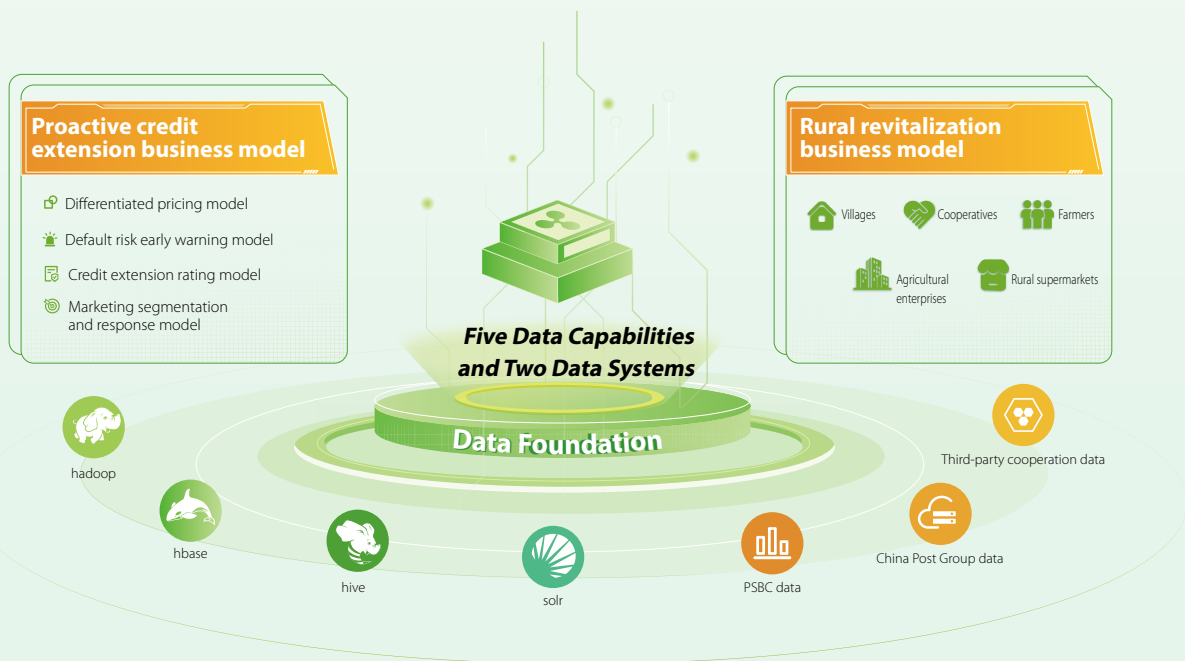 Proactive credit
extension business model
Differentiated pricing model
Default risk early warning model
Credit extension rating model
Marketing segmentation
and response model
Rural revitalization
business model
Villages
Cooperatives
Farmers
Agricultural
enterprises
Rural supermarkets
Five Data Capabilities
and Two Data Systems
Data Foundation
hadoop
hbase
hive
solr
PSBC data
China Post Group data
Third-party cooperation data